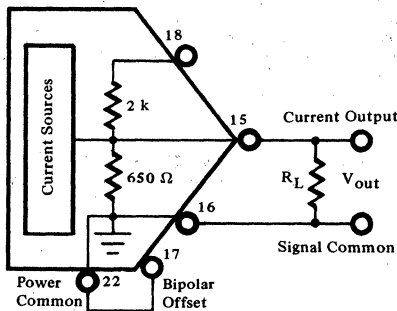 18
2 k
15
Current Output
Current Sources
650 Ω
R_L
V_out
16
Signal Common
17
Power
Common
22
Bipolar
Offset